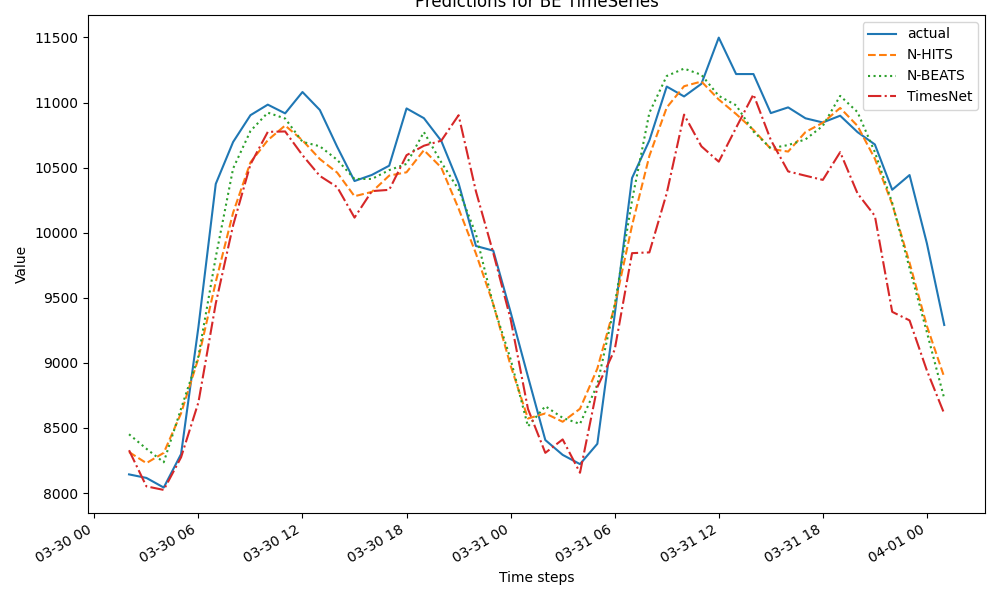 Predictions for BE TimeSeries
actual
N-HITS
N-BEATS
TimesNet
Value
11500
11000
10500
10000
9500
9000
8500
8000
03-30 00
03-30 06
03-30 12
03-30 18
03-31 00
03-31 06
03-31 12
03-31 18
04-01 00
Time steps